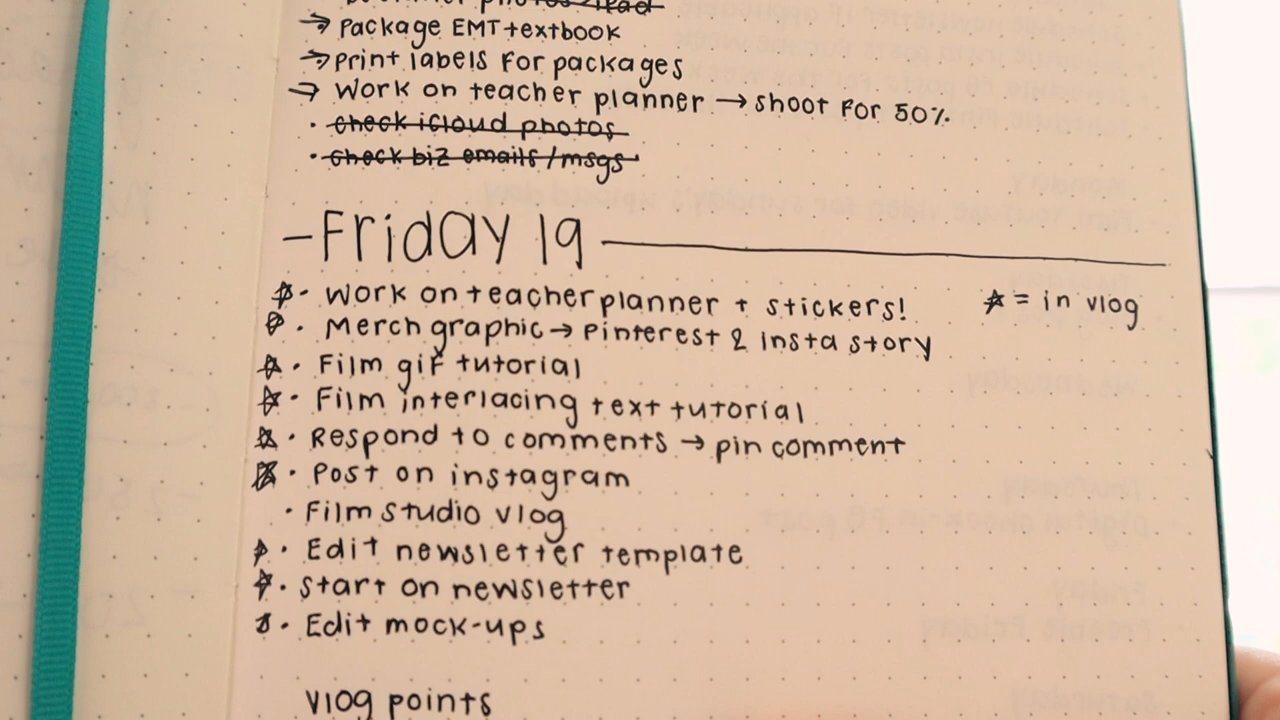 → Package EMT textbook
→ Print labels for packages
→ Work on teacher planner → shoot for 50%
· check icloud photos
· check biz emails/msgs
- Friday 19
☆ · Work on teacher planner + stickers! ☆ = in vlog
☆ · Merch graphic → Pinterest & Insta story
☆ · Film gif tutorial
☆ · Film interlacing text tutorial
☆ · Respond to comments → pin comment
☆ · Post on instagram
· Film studio vlog
☆ · Edit newsletter template
☆ · Start on newsletter
☆ · Edit mock-ups
Vlog points